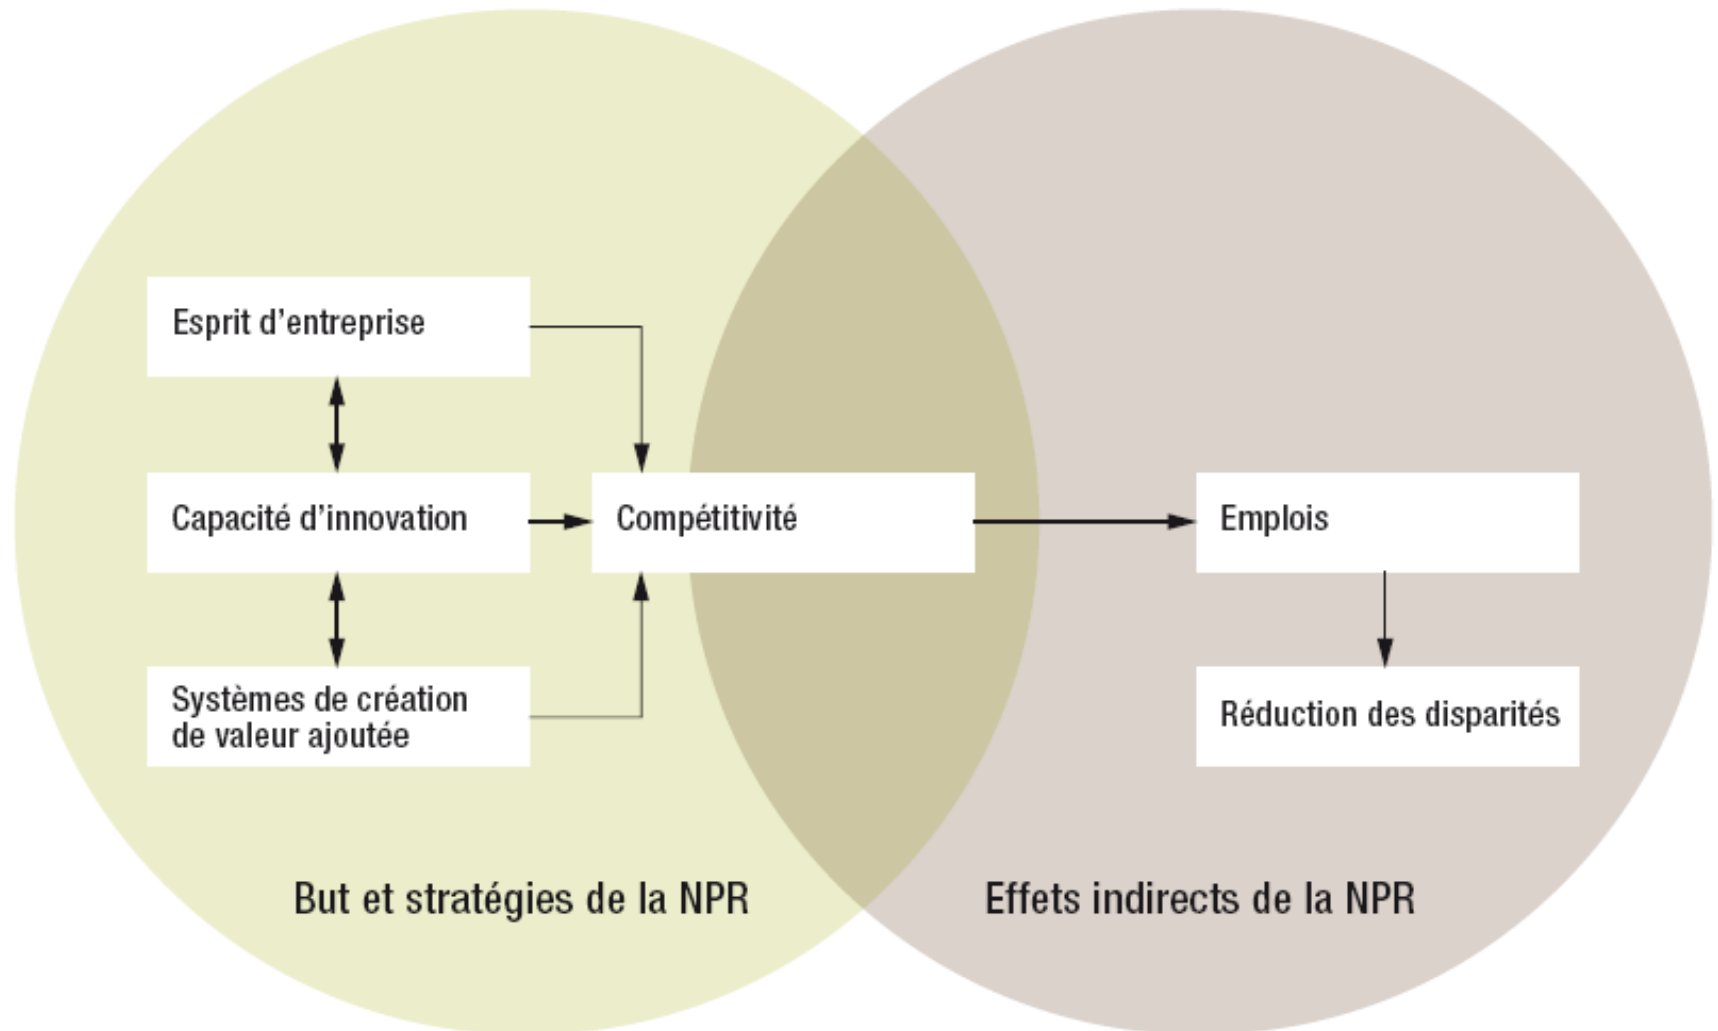 Esprit d’entreprise
Capacité d’innovation
Compétitivité
Emplois
Systèmes de création
de valeur ajoutée
Réduction des disparités
But et stratégies de la NPR
Effets indirects de la NPR